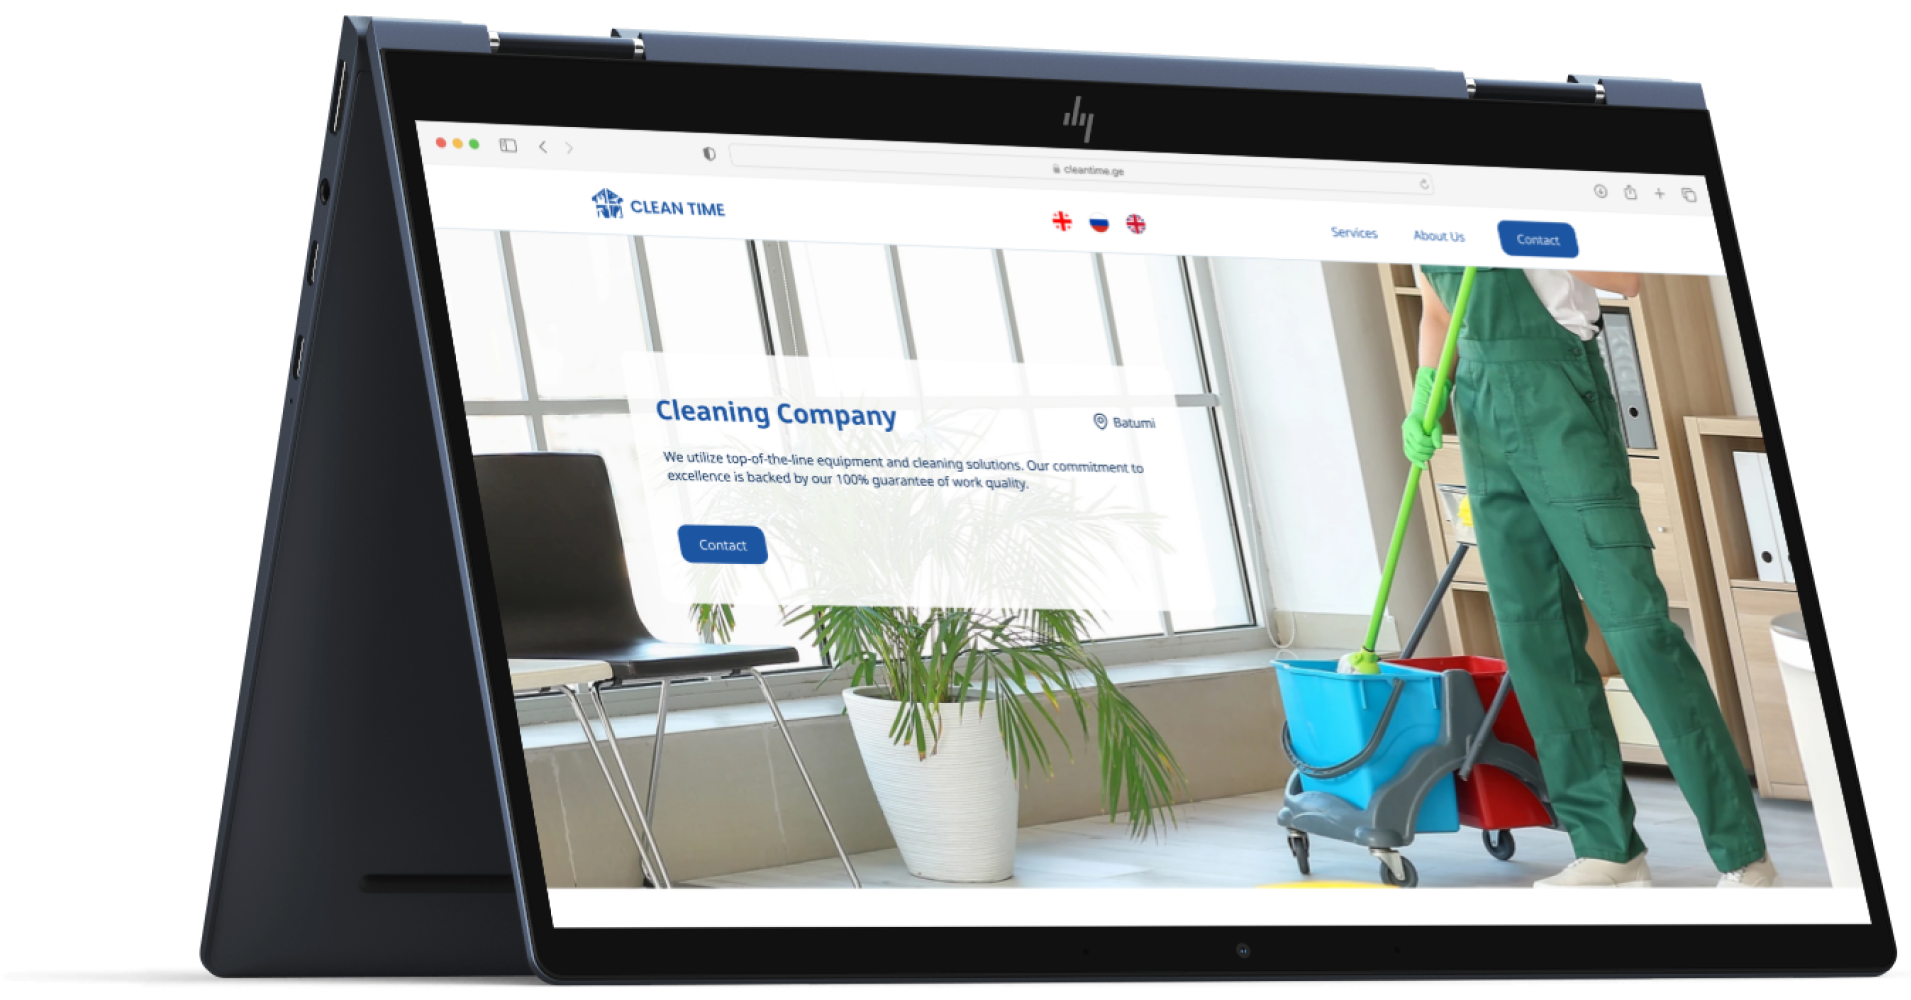 hp
cleantime.ge
CLEAN TIME
Services
About Us
Contact
Cleaning Company
Batumi
We utilize top-of-the-line equipment and cleaning solutions. Our commitment to
excellence is backed by our 100% guarantee of work quality.
Contact